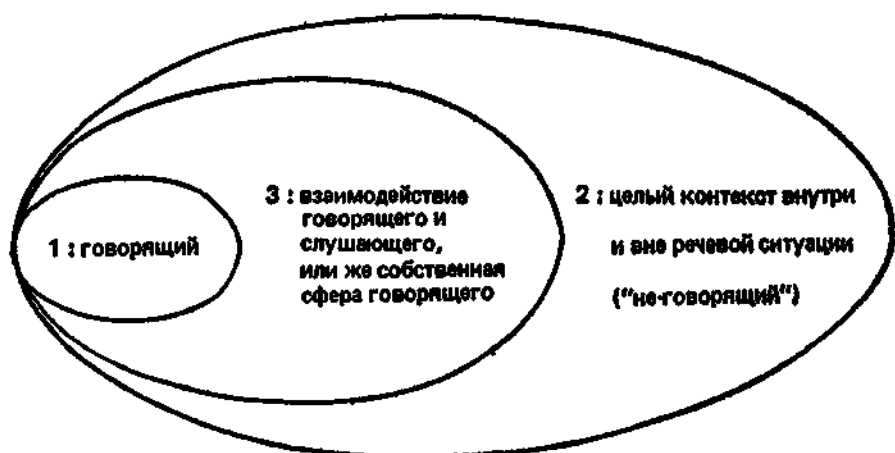 1 : говорящий
3 : взаимодействие
говорящего и
слушающего,
или же собственная
сфера говорящего
2 : целый контекст внутри
и вне речевой ситуации
("не-говорящий")